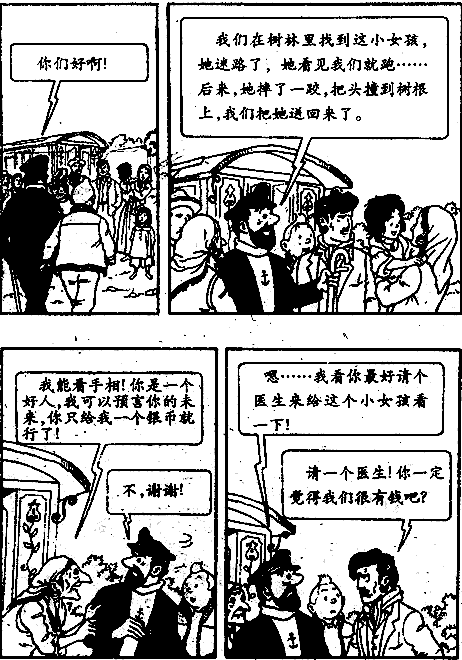 你们好啊!
我们在树林里找到这小女孩,
她迷路了,她看见我们就跑……
后来,她摔了一跤,把头撞到树根
上,我们把她送回来了。
我能看手相!你是一个
好人,我可以预言你的未
来,你只给我一个银币就
行了!
不,谢谢!
嗯……我看你最好请个
医生来给这个小女孩看
一下!
请一个医生!你一定
觉得我们很有钱吧?